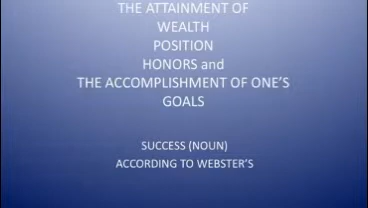 THE ATTAINMENT OF
WEALTH
POSITION
HONORS and
THE ACCOMPLISHMENT OF ONE'S
GOALS
SUCCESS (NOUN)
ACCORDING TO WEBSTER'S